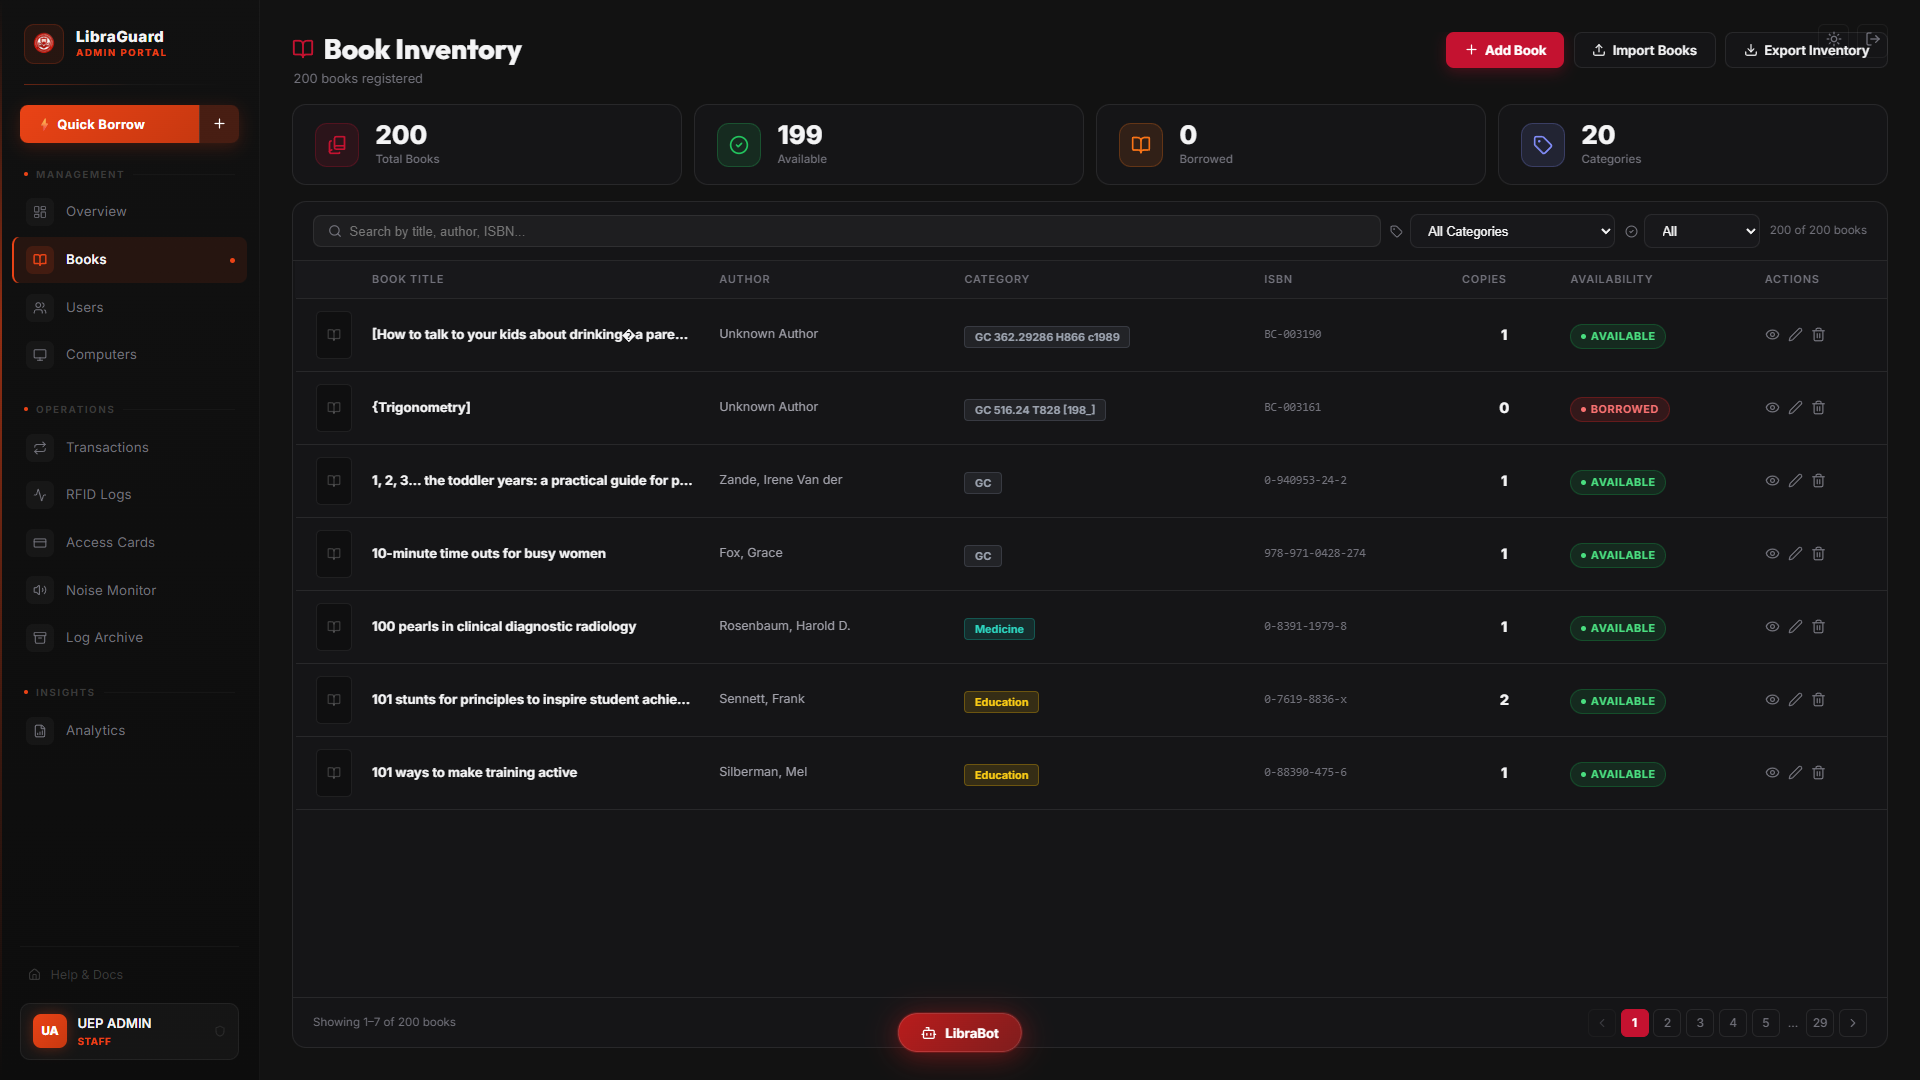 LibraGuard
ADMIN PORTAL
Quick Borrow
+
MANAGEMENT
Overview
Books
Users
Computers
OPERATIONS
Transactions
RFID Logs
Access Cards
Noise Monitor
Log Archive
INSIGHTS
Analytics
Help & Docs
UA
UEP ADMIN
STAFF
Book Inventory
200 books registered
+ Add Book
Import Books
Export Inventory
200
Total Books
199
Available
0
Borrowed
20
Categories
Search by title, author, ISBN...
All Categories
All
200 of 200 books
BOOK TITLE AUTHOR CATEGORY ISBN COPIES AVAILABILITY ACTIONS
[How to talk to your kids about drinking�a pare... Unknown Author GC 362.29286 H866 c1989 BC-003190 1 AVAILABLE
{Trigonometry] Unknown Author GC 516.24 T828 [198_] BC-003161 0 BORROWED
1, 2, 3... the toddler years: a practical guide for p... Zande, Irene Van der GC 0-940953-24-2 1 AVAILABLE
10-minute time outs for busy women Fox, Grace GC 978-971-0428-274 1 AVAILABLE
100 pearls in clinical diagnostic radiology Rosenbaum, Harold D. Medicine 0-8391-1979-8 1 AVAILABLE
101 stunts for principles to inspire student achie... Sennett, Frank Education 0-7619-8836-x 2 AVAILABLE
101 ways to make training active Silberman, Mel Education 0-88390-475-6 1 AVAILABLE
Showing 1–7 of 200 books
LibraBot
1 2 3 4 5 ... 29